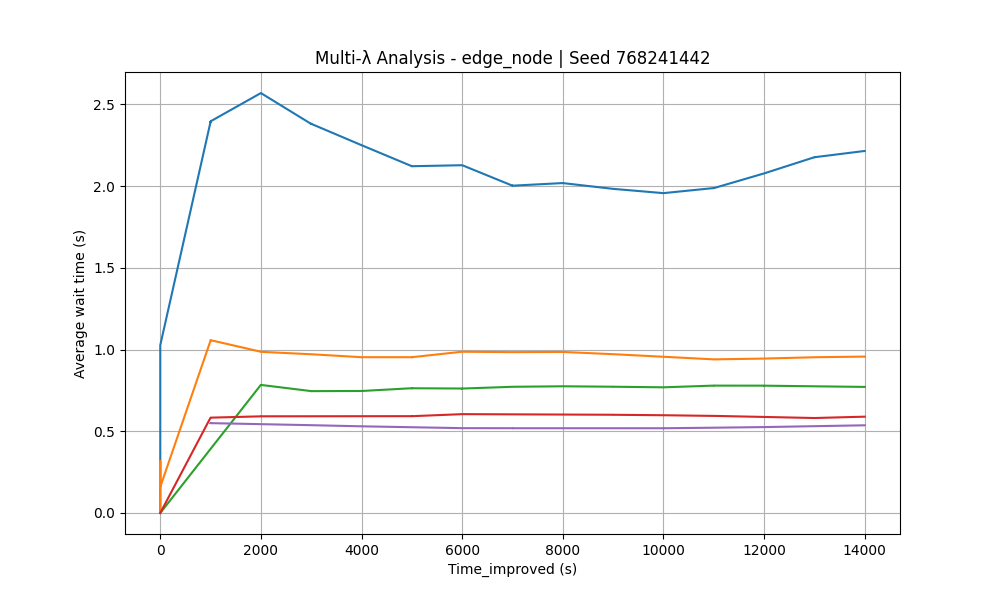 Multi-λ Analysis - edge_node | Seed 768241442
Average wait time (s)
2.5
2.0
1.5
1.0
0.5
0.0
0 2000 4000 6000 8000 10000 12000 14000
Time_improved (s)